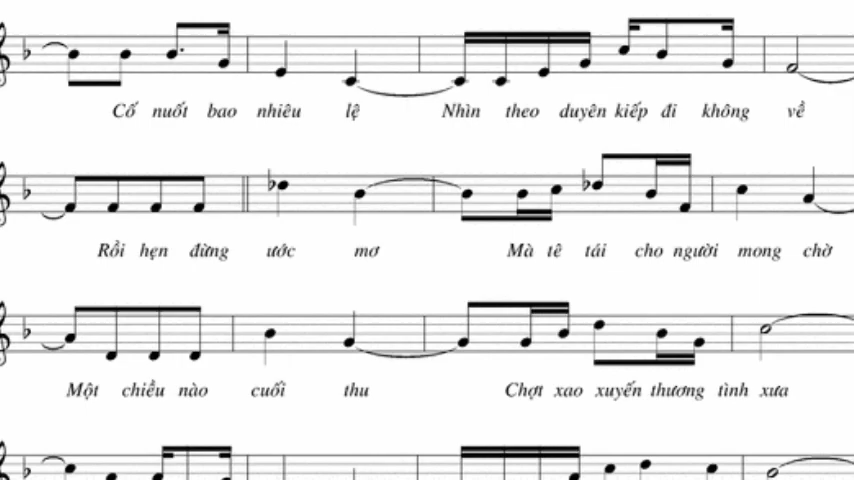 Cố nuốt bao nhiêu lệ Nhìn theo duyên kiếp đi không về
Rồi hẹn đừng ước mơ Mà tê tái cho người mong chờ
Một chiều nào cuối thu Chợt xao xuyến thương tình xưa